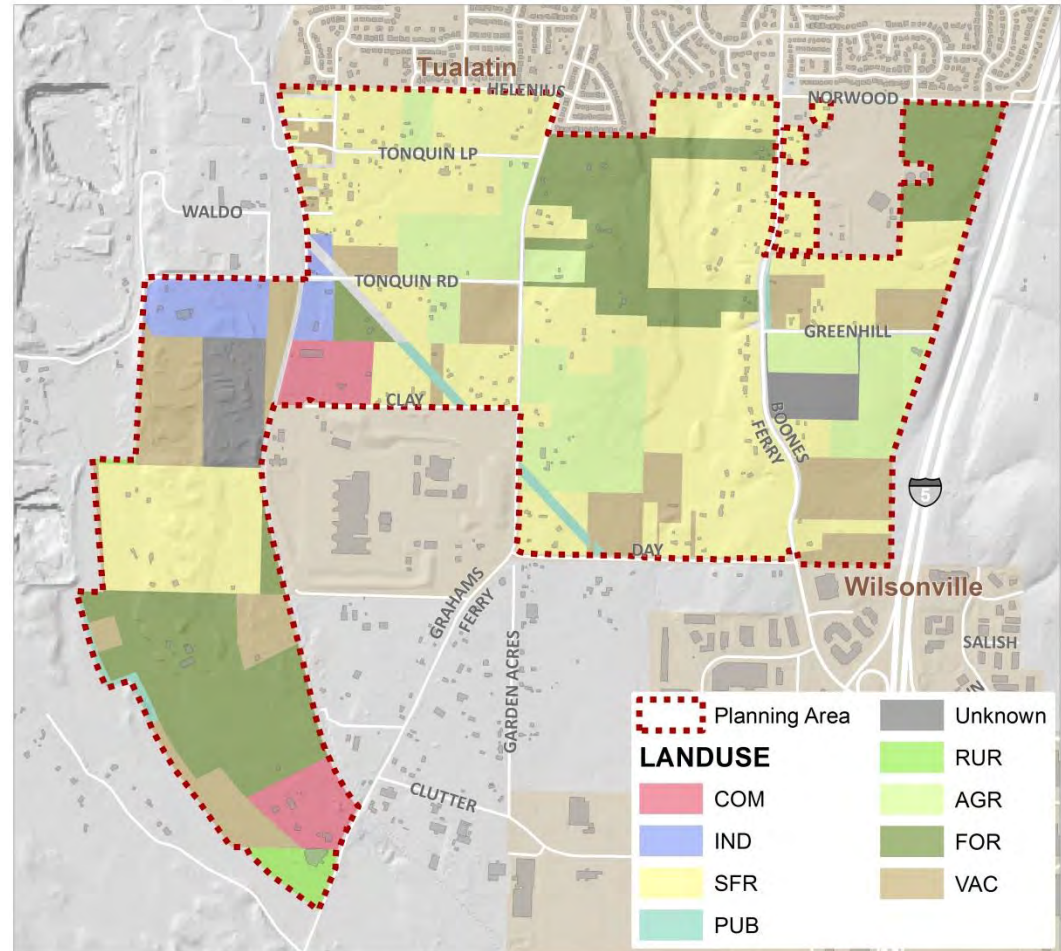 Tualatin
HELENIUS
NORWOOD
TONQUIN LP
WALDO
TONQUIN RD
GREENHILL
CLAY
BOONES
FERRY
5
DAY
Wilsonville
GRAHAMS
FERRY
GARDEN ACRES
SALISH
CLUTTER
Planning Area
LANDUSE
COM
IND
SFR
PUB
Unknown
RUR
AGR
FOR
VAC